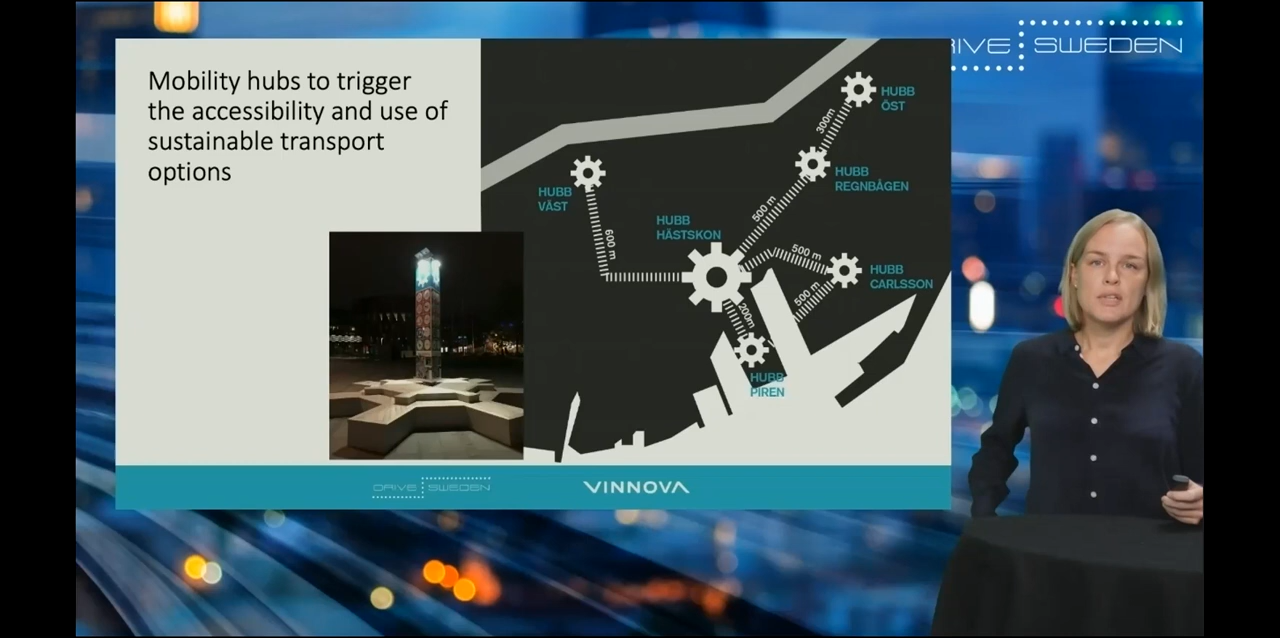 RIVE SWEDEN
Mobility hubs to trigger
the accessibility and use of
sustainable transport
options
HUBB
ÖST
300m
HUBB
REGNBÅGEN
HUBB
VÄST
500 m
HUBB
HÄSTSKON
600 m
500 m
HUBB
CARLSSON
500 m
200m
HUBB
PIREN
DRIVE SWEDEN
VINNOVA